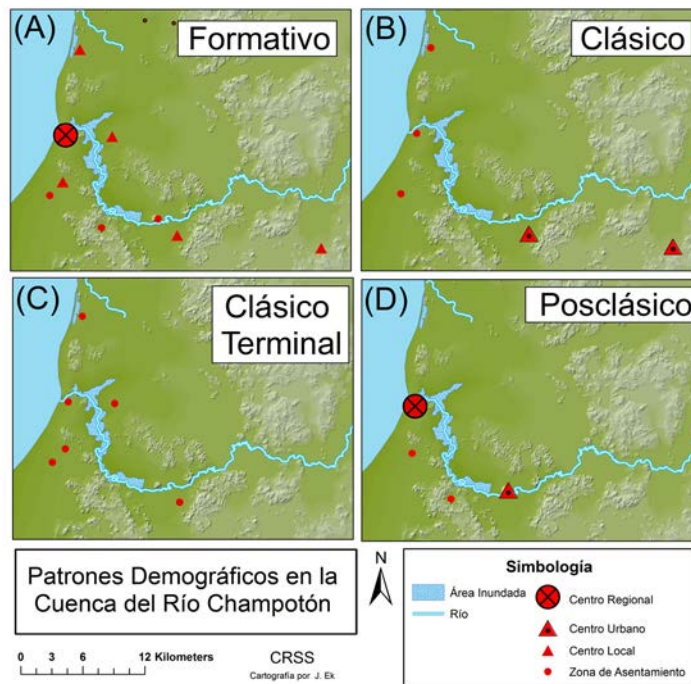 (A)
Formativo
(B)
Clásico
(C)
Clásico
Terminal
(D)
Posclásico
Patrones Demográficos en la
Cuenca del Río Champotón
0 3 6 12 Kilometers
CRSS
Cartografía por J. Ek
N
Simbología
Área Inundada
Río
Centro Regional
Centro Urbano
Centro Local
Zona de Asentamiento